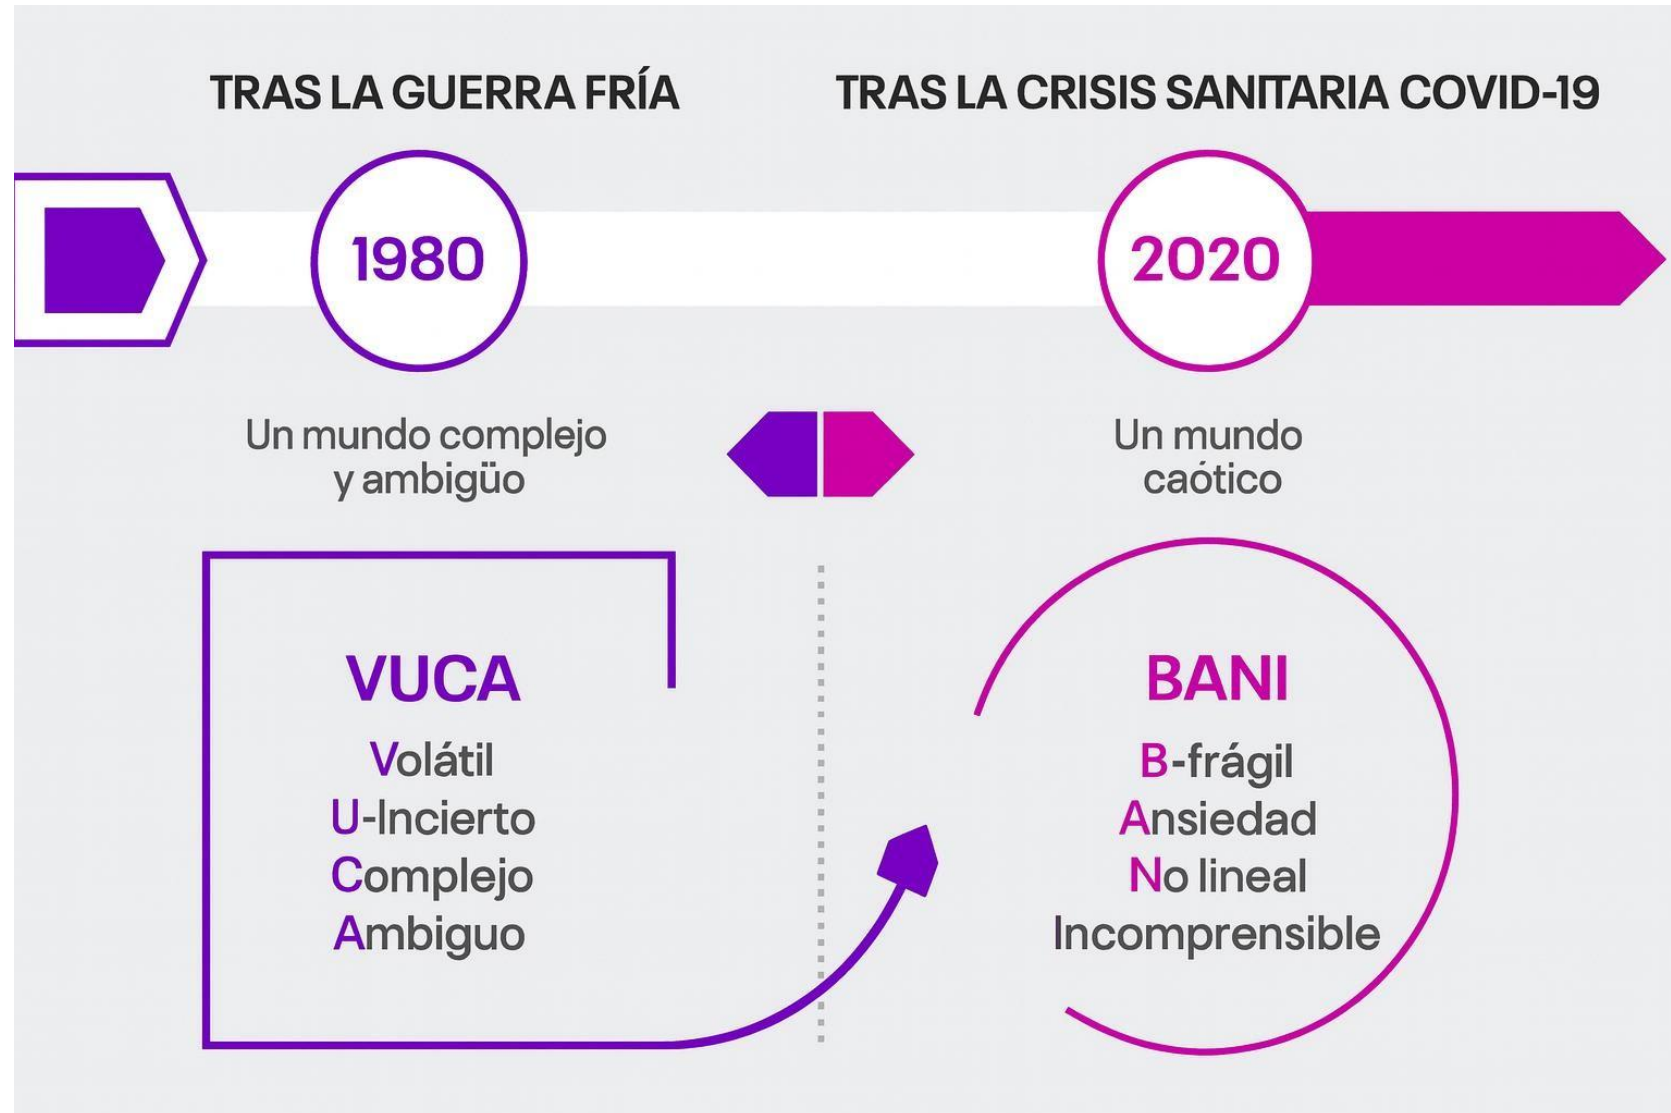 TRAS LA GUERRA FRÍA
TRAS LA CRISIS SANITARIA COVID-19
1980
2020
Un mundo complejo
y ambigüo
Un mundo
caótico
VUCA
Volátil
U-Incierto
Complejo
Ambiguo
BANI
B-frágil
Ansiedad
No lineal
Incomprensible